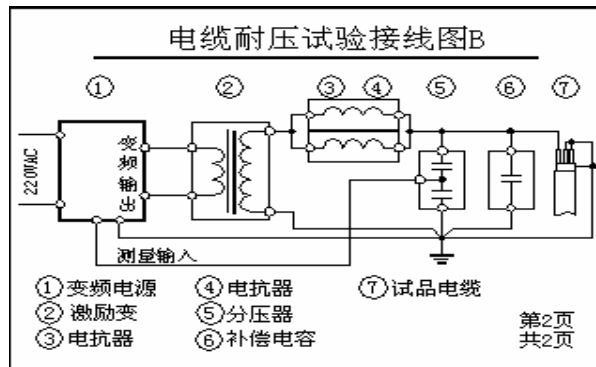 电缆耐压试验接线图B
① ② ③ ④ ⑤ ⑥ ⑦
220VAC
变频输出
测量输入
①变频电源 ④电抗器 ⑦试品电缆
②激励变 ⑤分压器
③电抗器 ⑥补偿电容
第2页
共2页